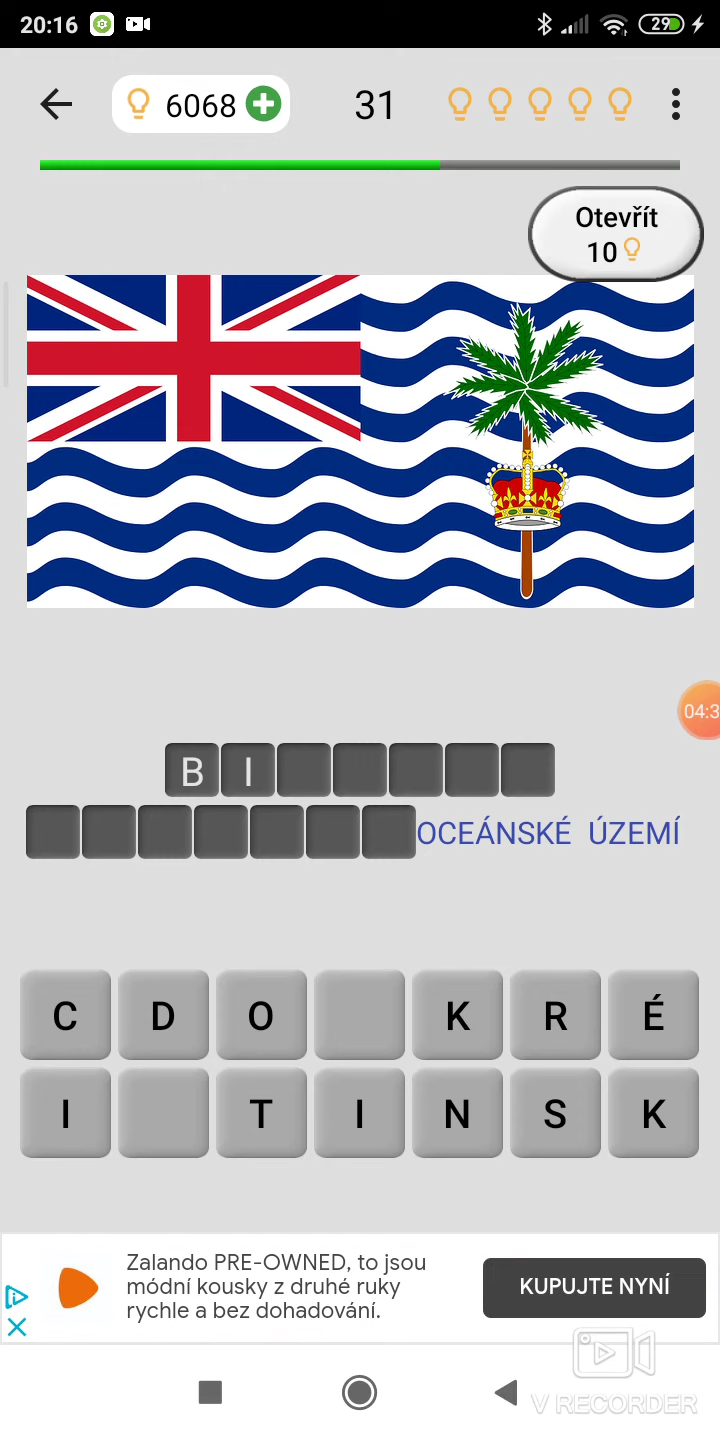 20:16 29
6068 31
Otevřít
10
04:3
B I
OCEÁNSKÉ ÚZEMÍ
C D O K R É
I T I N S K
Zalando PRE-OWNED, to jsou
módní kousky z druhé ruky
rychle a bez dohadování.
KUPUJTE NYNÍ
V RECORDER